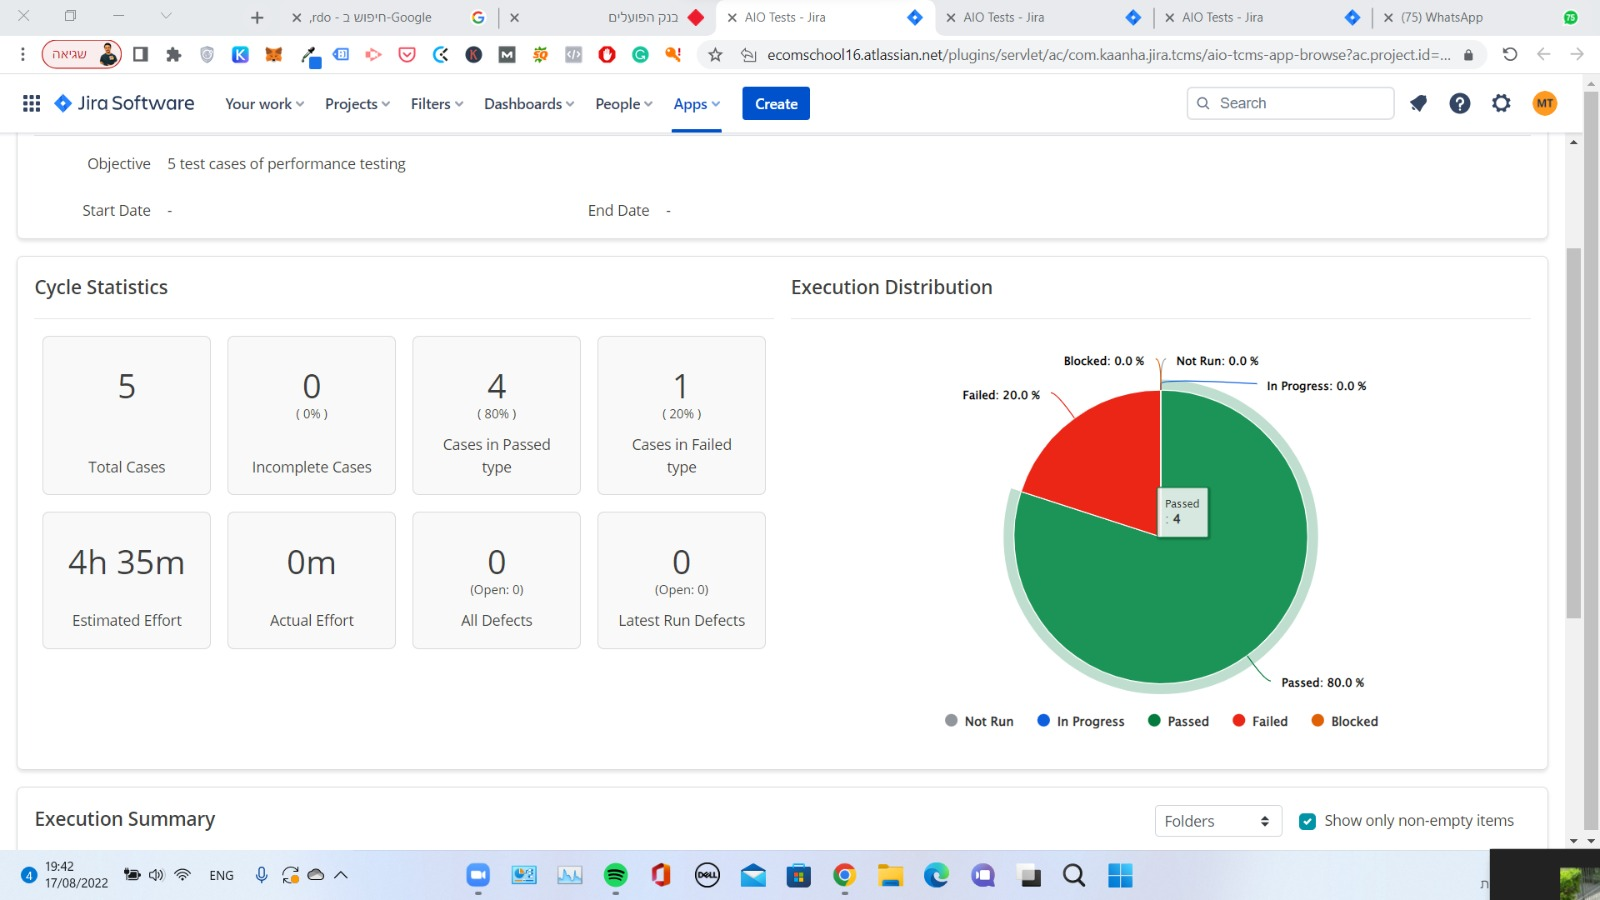 חיפוש ב - rdo,‎-Google
בנק הפועלים
AIO Tests - Jira
AIO Tests - Jira
AIO Tests - Jira
(75) WhatsApp
75
שגיאה
ecomschool16.atlassian.net/plugins/servlet/ac/com.kaanha.jira.tcms/aio-tcms-app-browse?ac.project.id=...
Jira Software
Your work
Projects
Filters
Dashboards
People
Apps
Create
Search
MT
Objective 5 test cases of performance testing
Start Date -
End Date -
Cycle Statistics
5
Total Cases
0
( 0% )
Incomplete Cases
4
( 80% )
Cases in Passed
type
1
( 20% )
Cases in Failed
type
4h 35m
Estimated Effort
0m
Actual Effort
0
(Open: 0)
All Defects
0
(Open: 0)
Latest Run Defects
Execution Distribution
Blocked: 0.0 %
Not Run: 0.0 %
In Progress: 0.0 %
Failed: 20.0 %
Passed
: 4
Passed: 80.0 %
Not Run
In Progress
Passed
Failed
Blocked
Execution Summary
Folders
Show only non-empty items
4
19:42
17/08/2022
ENG
DELL